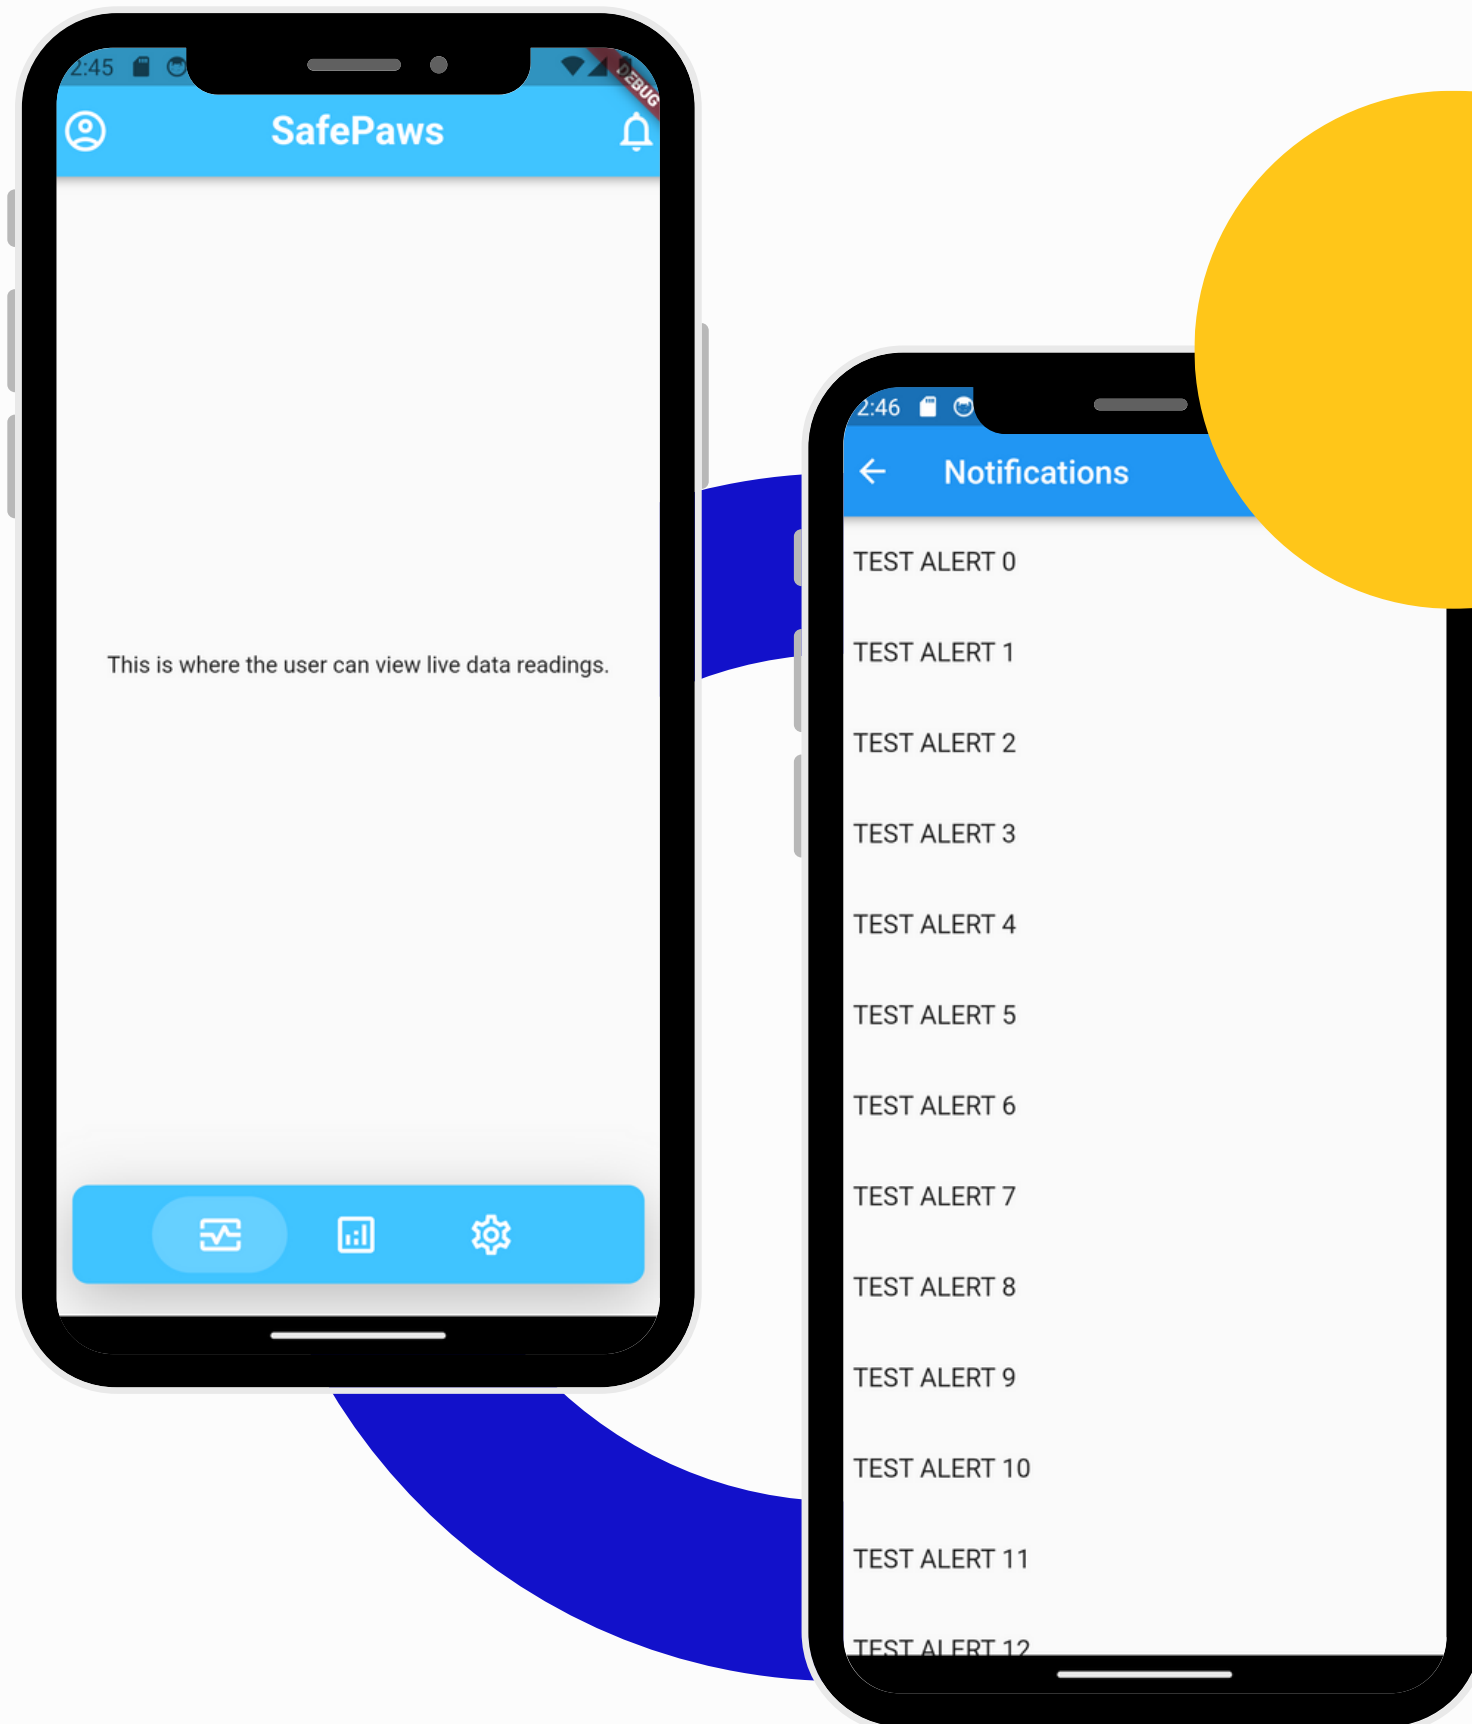 2:45
DEBUG
SafePaws
This is where the user can view live data readings.
2:46
Notifications
TEST ALERT 0
TEST ALERT 1
TEST ALERT 2
TEST ALERT 3
TEST ALERT 4
TEST ALERT 5
TEST ALERT 6
TEST ALERT 7
TEST ALERT 8
TEST ALERT 9
TEST ALERT 10
TEST ALERT 11
TEST ALERT 12